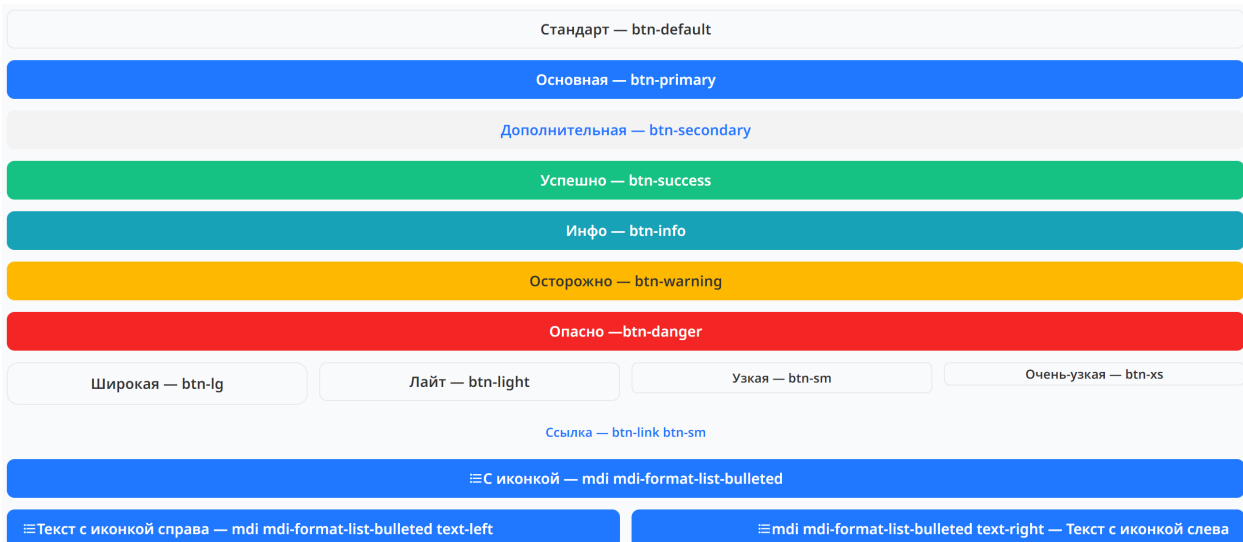 Стандарт — btn-default
Основная — btn-primary
Дополнительная — btn-secondary
Успешно — btn-success
Инфо — btn-info
Осторожно — btn-warning
Опасно —btn-danger
Широкая — btn-lg
Лайт — btn-light
Узкая — btn-sm
Очень-узкая — btn-xs
Ссылка — btn-link btn-sm
С иконкой — mdi mdi-format-list-bulleted
Текст с иконкой справа — mdi mdi-format-list-bulleted text-left
mdi mdi-format-list-bulleted text-right — Текст с иконкой слева